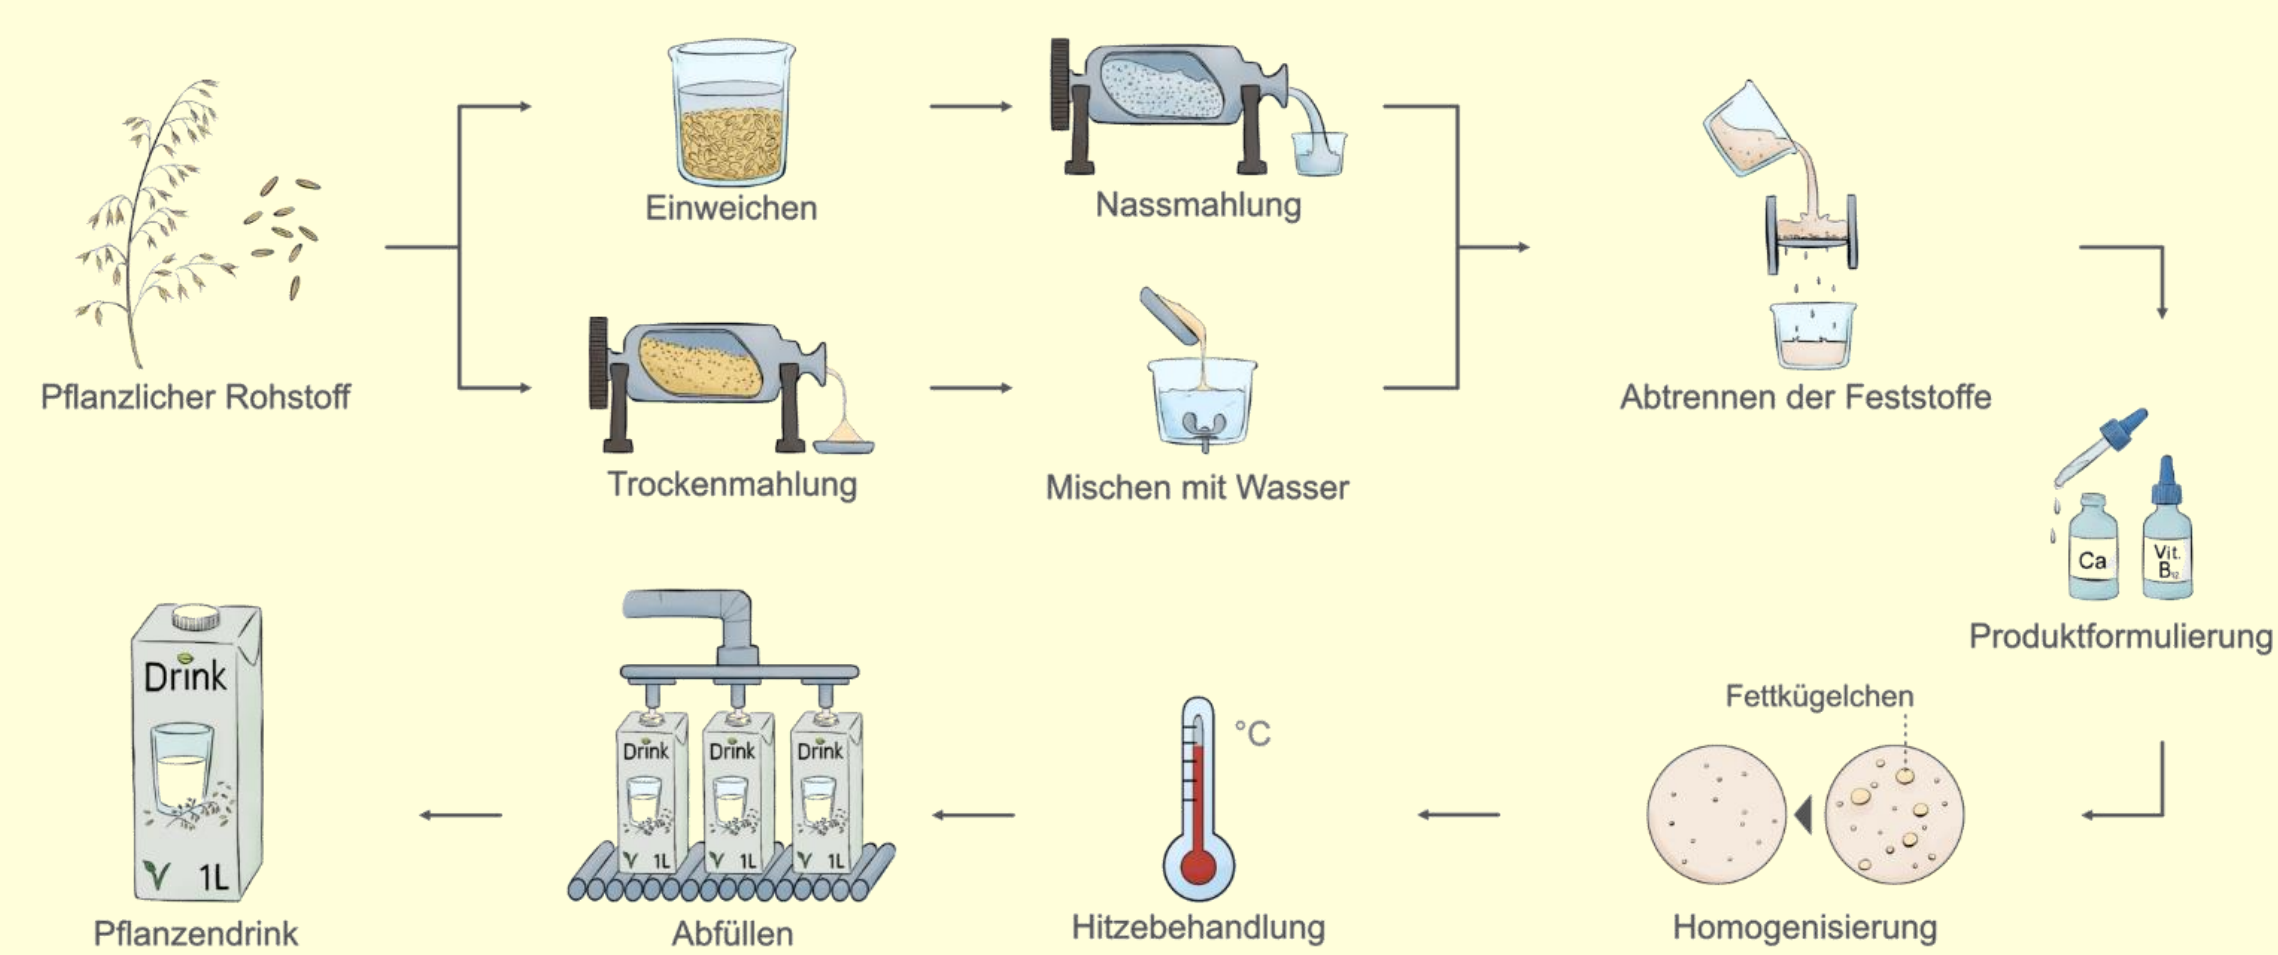 Einweichen
Nassmahlung
Pflanzlicher Rohstoff
Trockenmahlung
Mischen mit Wasser
Abtrennen der Feststoffe
Ca
Vit.
B12
Produktformulierung
Fettkügelchen
Homogenisierung
°C
Hitzebehandlung
Drink
V 1L
Drink
V 1L
Drink
V 1L
Abfüllen
Drink
V 1L
Pflanzendrink